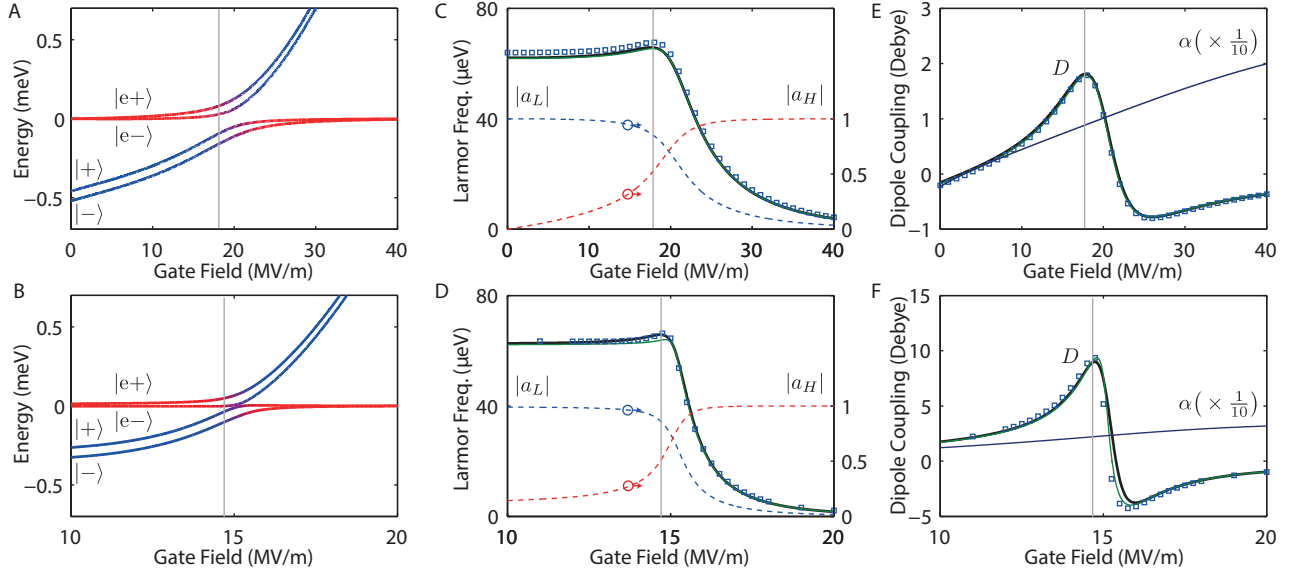 A
Energy (meV)
0.5
0
−0.5
|e+⟩
|e−⟩
|+⟩
|−⟩
0 10 20 30 40
Gate Field (MV/m)
C
Larmor Freq. (µeV)
80
40
0
|a_L|
|a_H|
1
0.5
0
0 10 20 30 40
Gate Field (MV/m)
E
Dipole Coupling (Debye)
3
2
1
0
−1
D
α(× 1/10)
0 10 20 30 40
Gate Field (MV/m)
B
Energy (meV)
0.5
0
−0.5
|e+⟩
|e−⟩
|+⟩
|−⟩
10 15 20
Gate Field (MV/m)
D
Larmor Freq. (µeV)
80
40
0
|a_L|
|a_H|
1
0.5
0
10 15 20
Gate Field (MV/m)
F
Dipole Coupling (Debye)
15
10
5
0
−5
D
α(× 1/10)
10 15 20
Gate Field (MV/m)